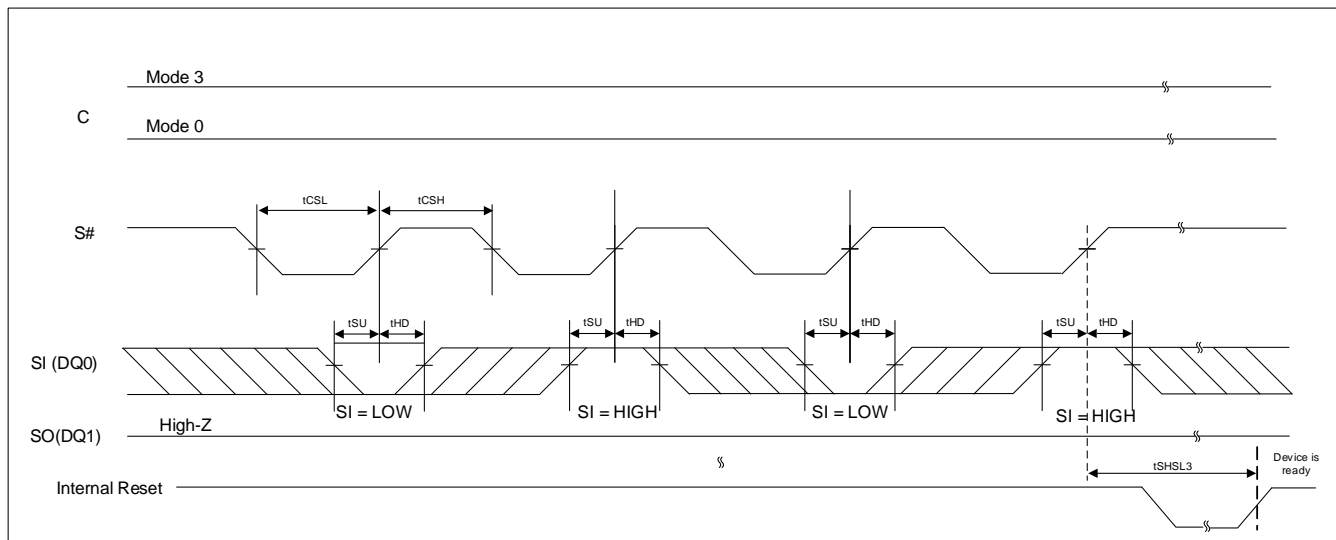 Mode 3
C
Mode 0
tCSL
tCSH
S#
tSU
tHD
tSU
tHD
tSU
tHD
tSU
tHD
SI (DQ0)
SI = LOW
SI = HIGH
SI = LOW
SI = HIGH
High-Z
SO(DQ1)
tSHSL3
Device is
ready
Internal Reset